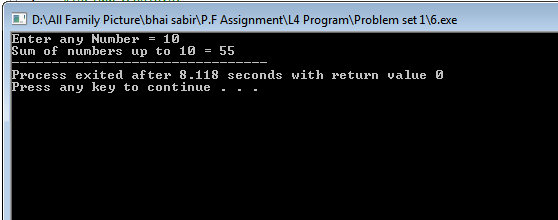 D:\All Family Picture\bhai sabir\P.F Assignment\L4 Program\Problem set 1\6.exe
Enter any Number = 10
Sum of numbers up to 10 = 55
--------------------------------
Process exited after 8.118 seconds with return value 0
Press any key to continue . . .